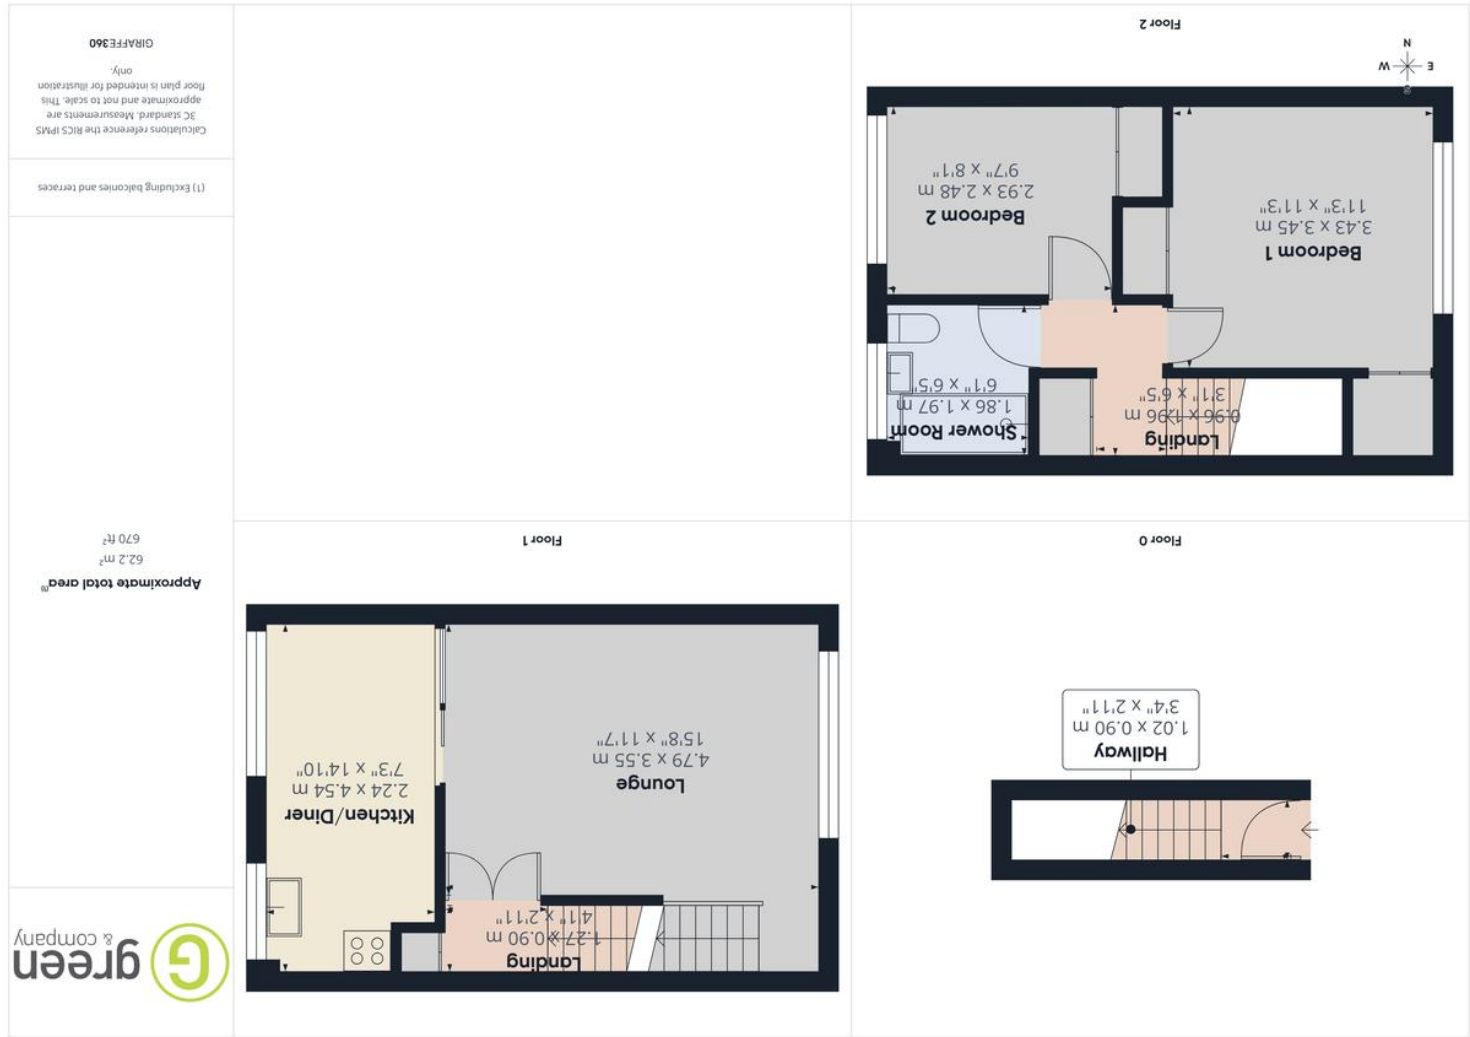 green
& company
Approximate total area(1)
62.2 m²
670 ft²
(1) Excluding balconies and terraces
Calculations reference the RICS IPMS
3C standard. Measurements are
approximate and not to scale. This
floor plan is intended for illustration
only.
GIRAFFE360
Hallway
1.02 x 0.90 m
3'4" x 2'11"
Floor 0
Landing
1.27 x 0.90 m
4'1" x 2'11"
Lounge
4.79 x 3.55 m
15'8" x 11'7"
Kitchen/Diner
2.24 x 4.54 m
7'3" x 14'10"
Floor 1
Landing
0.96 x 1.96 m
3'1" x 6'5"
Shower Room
1.86 x 1.97 m
6'1" x 6'5"
Bedroom 1
3.43 x 3.45 m
11'3" x 11'3"
Bedroom 2
2.93 x 2.48 m
9'7" x 8'1"
E
W
N
Floor 2